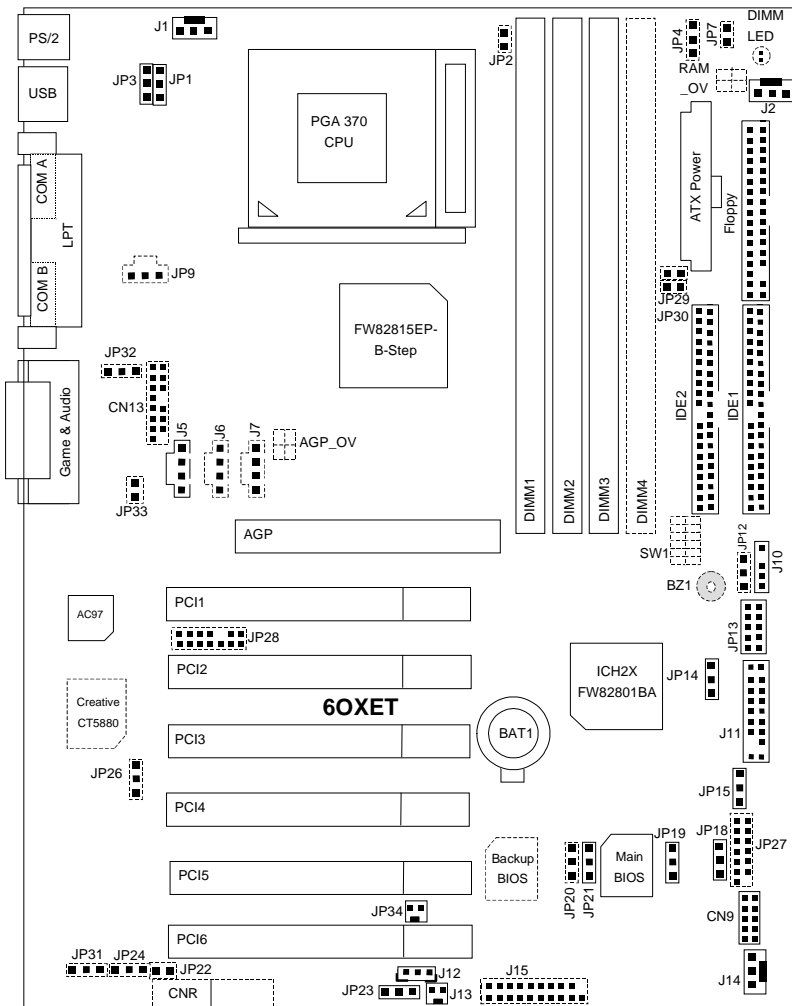 J1
DIMM
LED
PS/2
JP2
JP4
JP7
RAM
_OV
J2
JP3
JP1
USB
PGA 370
CPU
COM A
LPT
COM B
ATX Power
Floppy
JP9
JP29
JP30
FW82815EP-
B-Step
JP32
CN13
Game & Audio
J5
J6
J7
AGP_OV
IDE2
IDE1
JP33
DIMM1
DIMM2
DIMM3
DIMM4
AGP
SW1
JP12
J10
BZ1
PCI1
AC97
JP28
JP13
PCI2
ICH2X
FW82801BA
JP14
Creative
CT5880
6OXET
PCI3
BAT1
J11
JP26
JP15
PCI4
JP19
JP18
JP27
Backup
BIOS
Main
BIOS
PCI5
JP20
JP21
JP34
CN9
PCI6
JP31
JP24
JP22
J12
J15
J14
CNR
JP23
J13